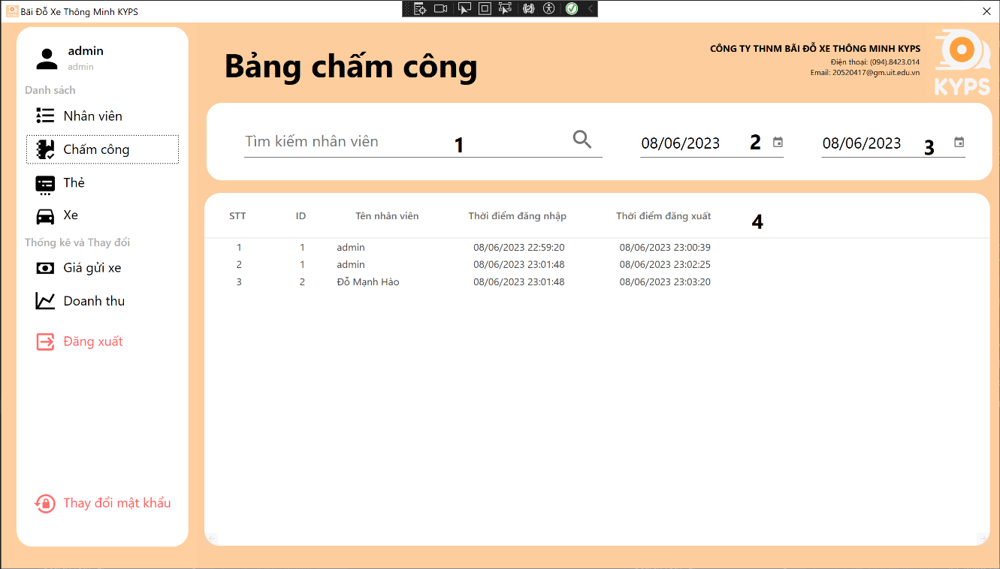 Bãi Đỗ Xe Thông Minh KYPS
admin
admin
Danh sách
Nhân viên
Chấm công
Thẻ
Xe
Thống kê và Thay đổi
Giá gửi xe
Doanh thu
Đăng xuất
Thay đổi mật khẩu
Bảng chấm công
CÔNG TY THNM BÃI ĐỖ XE THÔNG MINH KYPS
Điện thoại: (094).8423.014
Email: 20520417@gm.uit.edu.vn
KYPS
Tìm kiếm nhân viên 1
08/06/2023 2
08/06/2023 3
STT ID Tên nhân viên Thời điểm đăng nhập Thời điểm đăng xuất 4
1 1 admin 08/06/2023 22:59:20 08/06/2023 23:00:39
2 1 admin 08/06/2023 23:01:48 08/06/2023 23:02:25
3 2 Đỗ Mạnh Hào 08/06/2023 23:01:48 08/06/2023 23:03:20